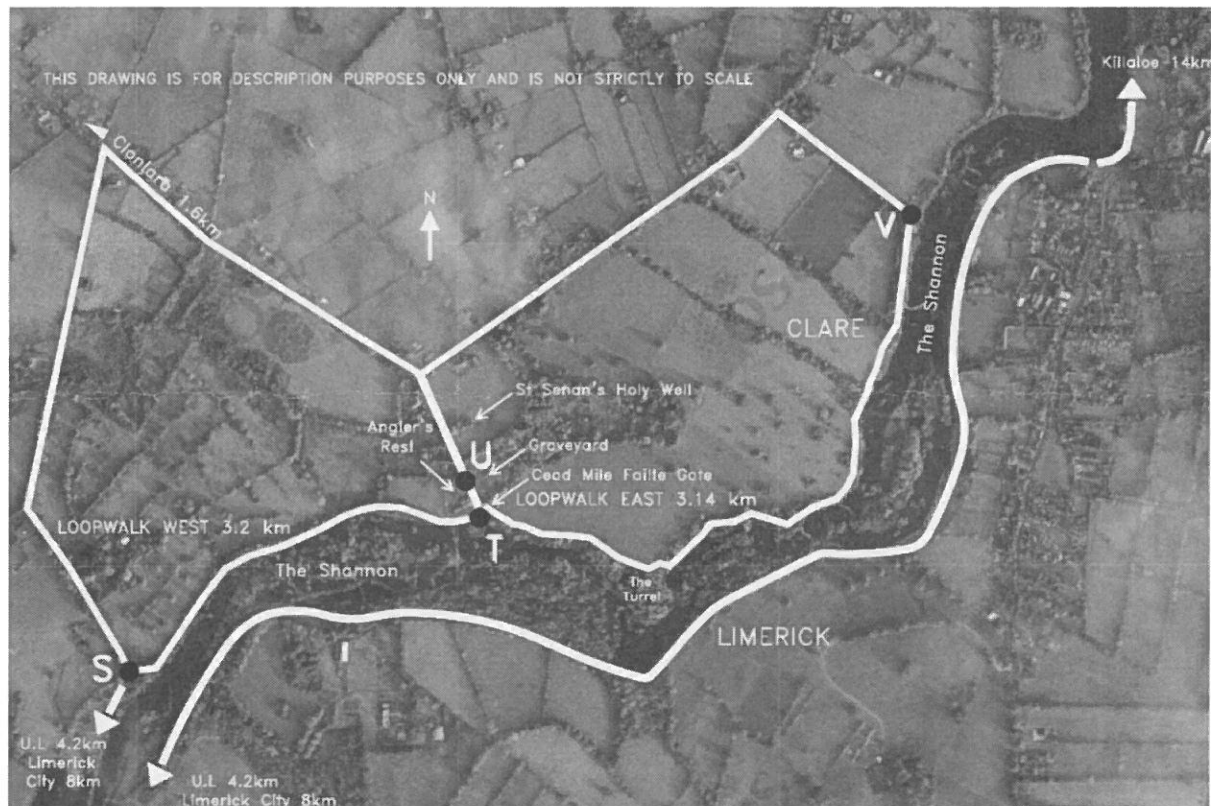 THIS DRAWING IS FOR DESCRIPTION PURPOSES ONLY AND IS NOT STRICTLY TO SCALE
Killaloe 14km
Clonlara 1.6km
N
V
The Shannon
CLARE
St Senan's Holy Well
Angler's
Rest
U
Graveyard
Cead Mile Failte Gate
LOOPWALK EAST 3.14 km
LOOPWALK WEST 3.2 km
T
The Shannon
The
Turret
LIMERICK
S
U.L 4.2km
Limerick
City 8km
U.L 4.2km
Limerick City 8km